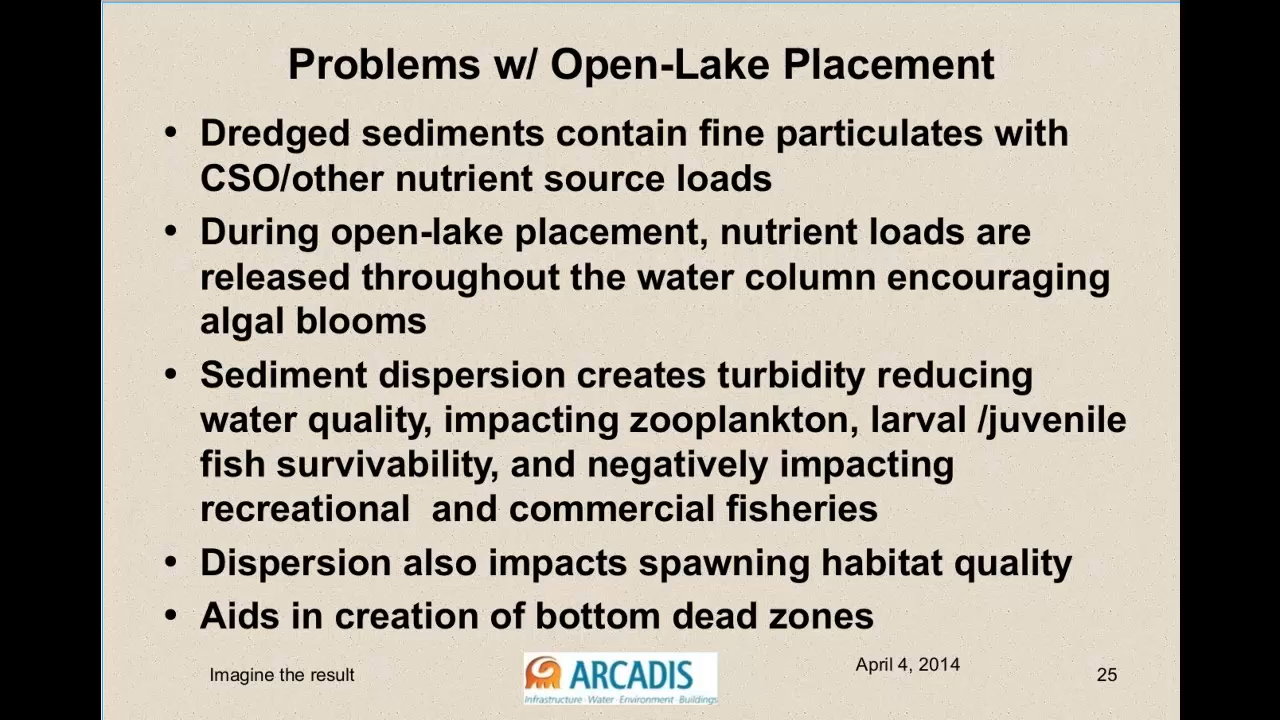 Problems w/ Open-Lake Placement
• Dredged sediments contain fine particulates with
CSO/other nutrient source loads
• During open-lake placement, nutrient loads are
released throughout the water column encouraging
algal blooms
• Sediment dispersion creates turbidity reducing
water quality, impacting zooplankton, larval /juvenile
fish survivability, and negatively impacting
recreational  and commercial fisheries
• Dispersion also impacts spawning habitat quality
• Aids in creation of bottom dead zones
Imagine the result
ARCADIS
Infrastructure · Water · Environment · Buildings
April 4, 2014
25